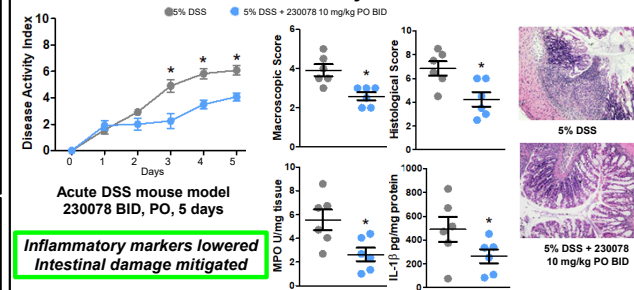 5% DSS 5% DSS + 230078 10 mg/kg PO BID
Disease Activity Index
10
8
6
4
2
0
* * *
0 1 2 3 4 5
Days
Acute DSS mouse model
230078 BID, PO, 5 days
Inflammatory markers lowered
Intestinal damage mitigated
Macroscopic Score
6
4
2
0
*
Histological Score
10
8
6
4
2
0
*
MPO U/mg tissue
10
8
6
4
2
0
*
IL-1β pg/mg protein
1000
800
600
400
200
0
*
5% DSS
5% DSS + 230078
10 mg/kg PO BID